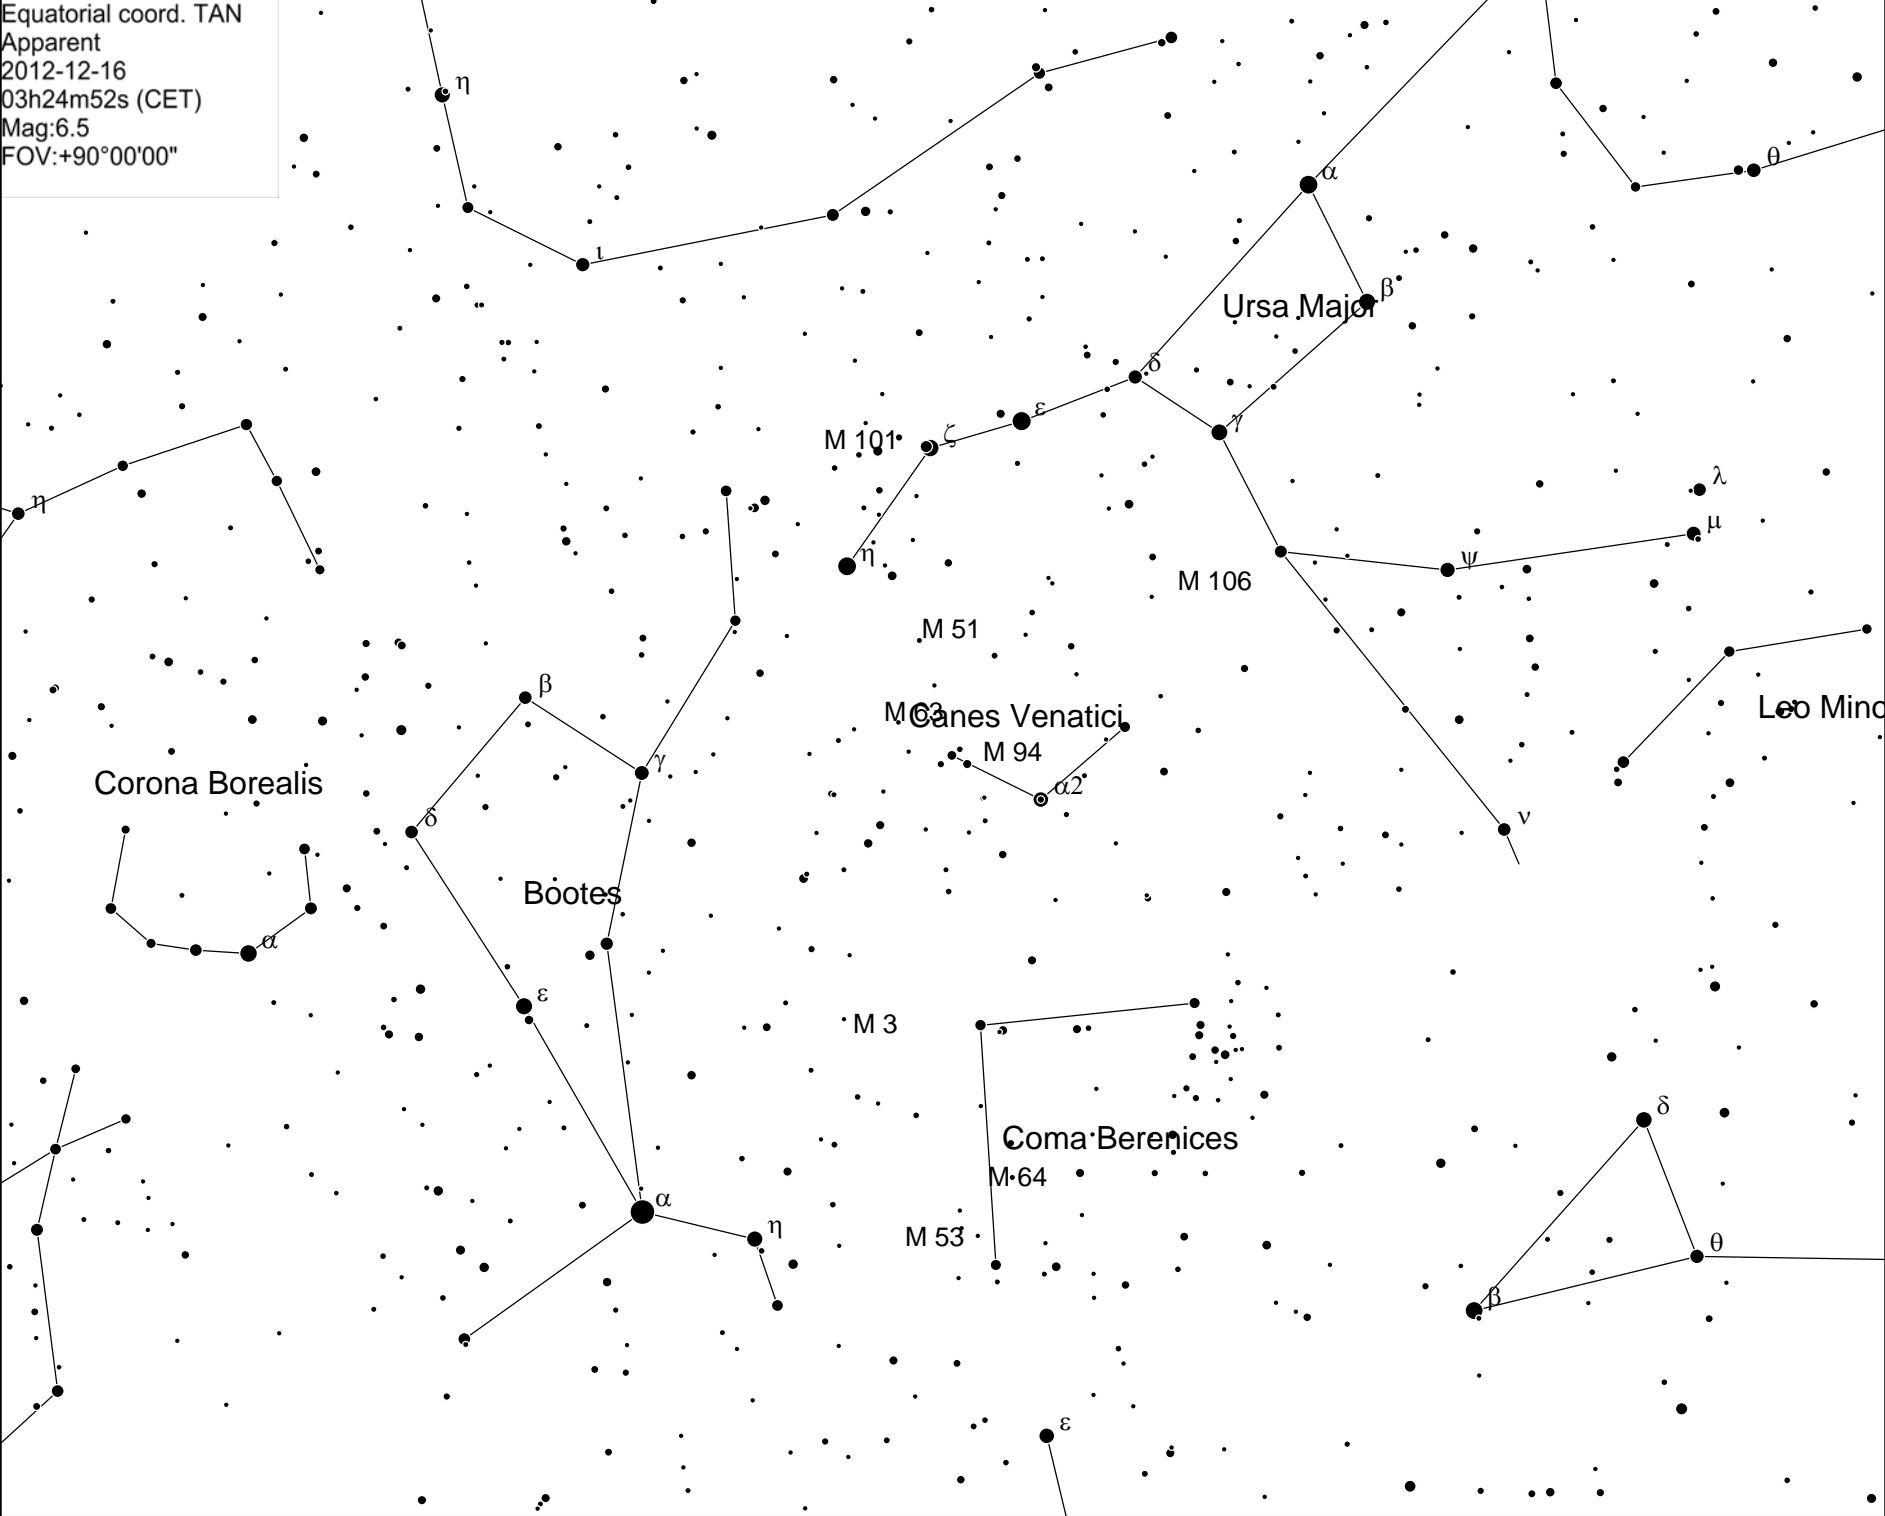 Equatorial coord. TAN
Apparent
2012-12-16
03h24m52s (CET)
Mag:6.5
FOV:+90°00'00"
η
θ
α
ι
β
Ursa Major
δ
ε
γ
M 101
ζ
λ
η
μ
η
ψ
M 106
M 51
β
M 63
Canes Venatici
Leo Mino
M 94
γ
Corona Borealis
α2
δ
ν
Bootes
α
ε
M 3
δ
Coma Berenices
M 64
α
η
M 53
θ
β
ε